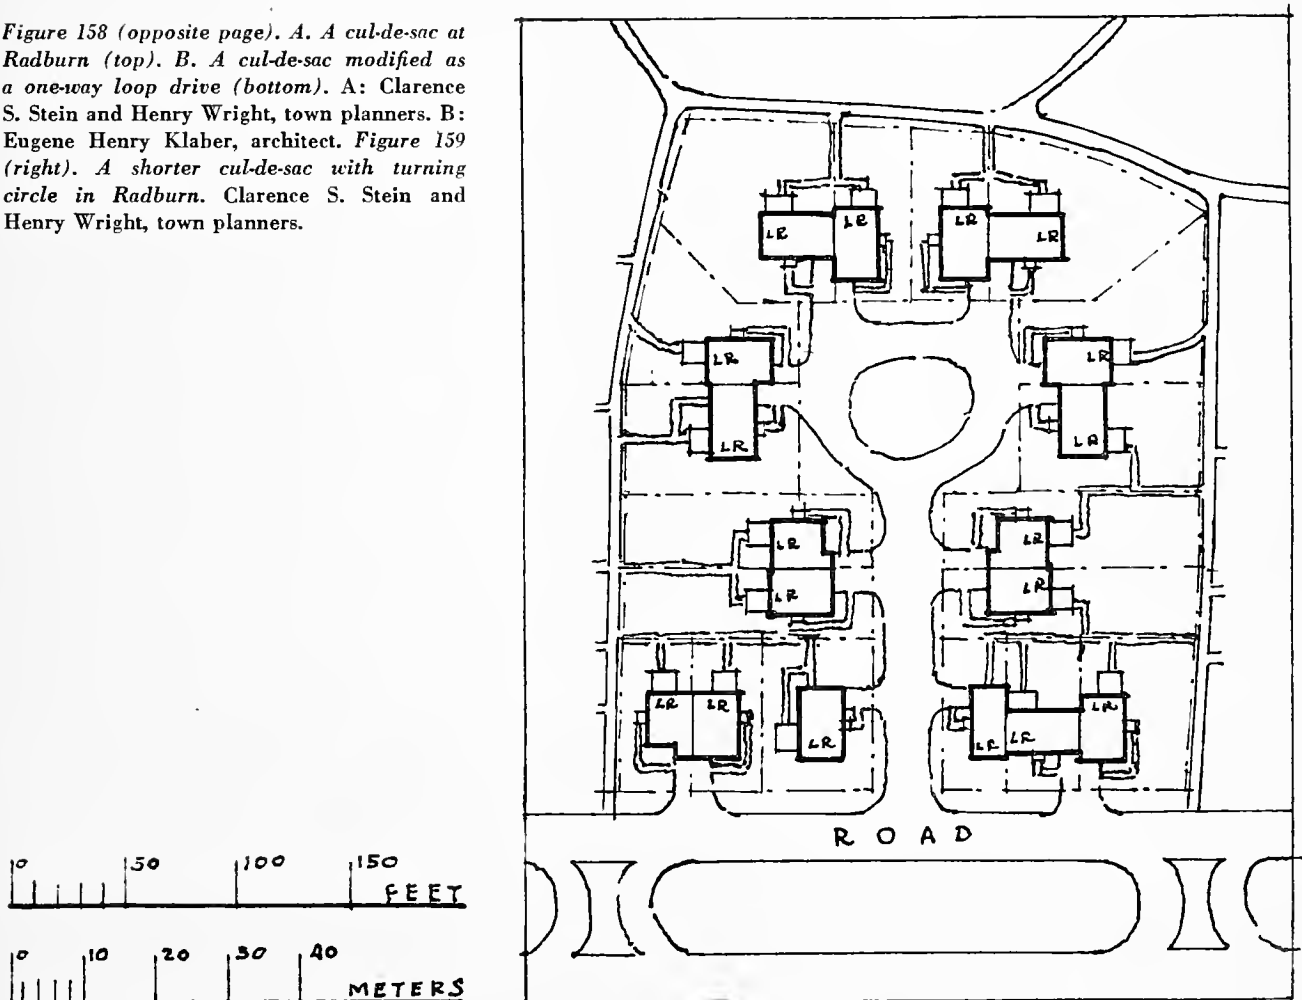 Figure 158 (opposite page). A. A cul-de-sac at
Radburn (top). B. A cul-de-sac modified as
a one-way loop drive (bottom). A: Clarence
S. Stein and Henry Wright, town planners. B:
Eugene Henry Klaber, architect. Figure 159
(right). A shorter cul-de-sac with turning
circle in Radburn. Clarence S. Stein and
Henry Wright, town planners.
LR LR LR LR
LR LR
LR LR
LR LR
LR LR
LR LR LR
LR LR LR LR
ROAD
0 50 100 150
FEET
0 10 20 30 40
METERS